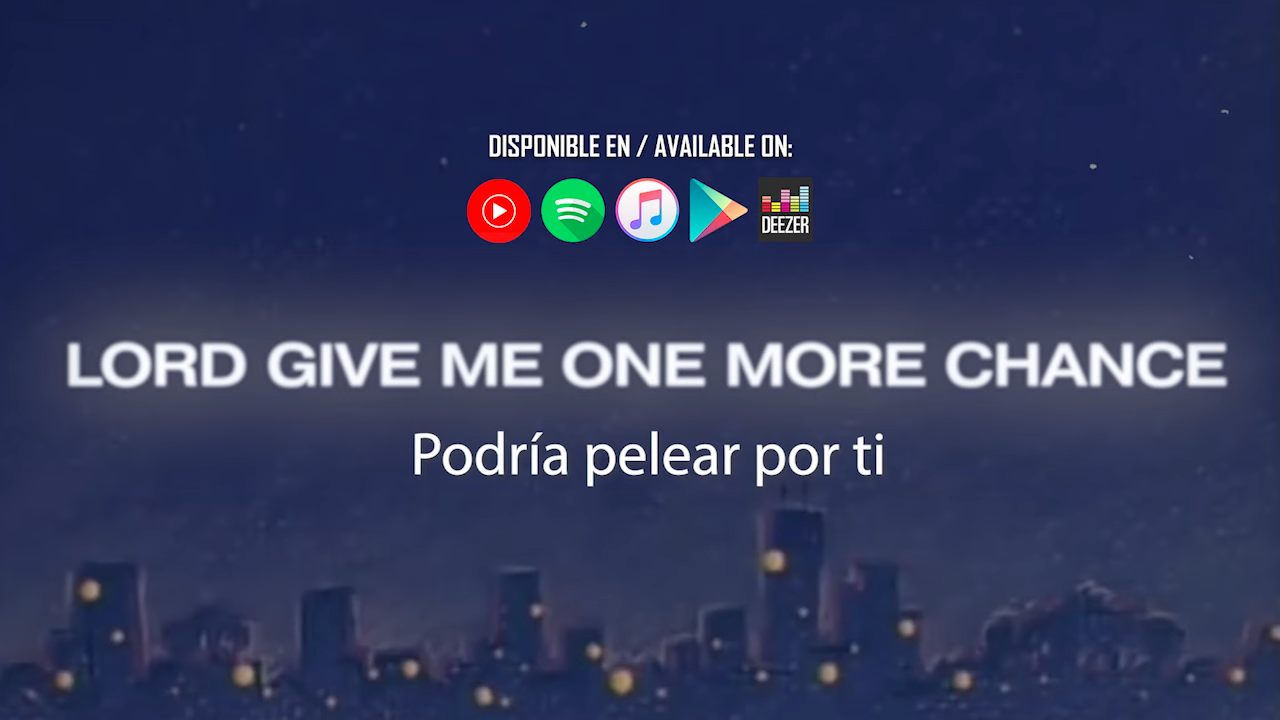 DISPONIBLE EN / AVAILABLE ON:
DEEZER
LORD GIVE ME ONE MORE CHANCE
Podría pelear por ti